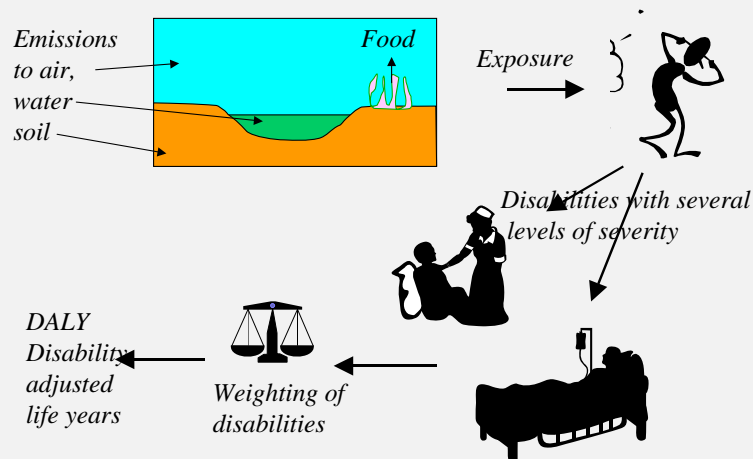 Emissions
to air,
water
soil
Food
Exposure
Disabilities with several
levels of severity
Weighting of
disabilities
DALY
Disability
adjusted
life years